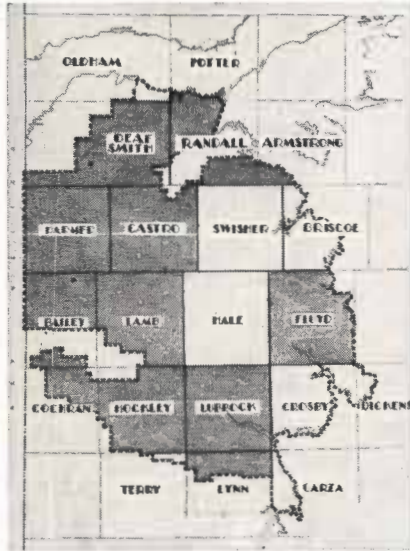 OLDHAM POTTER
DEAF SMITH RANDALL ARMSTRONG
PARMER CASTRO SWISHER BRISCOE
BAILEY LAMB HALE FLOYD
COCHRAN HOCKLEY LUBBOCK CROSBY DICKENS
TERRY LYNN GARZA